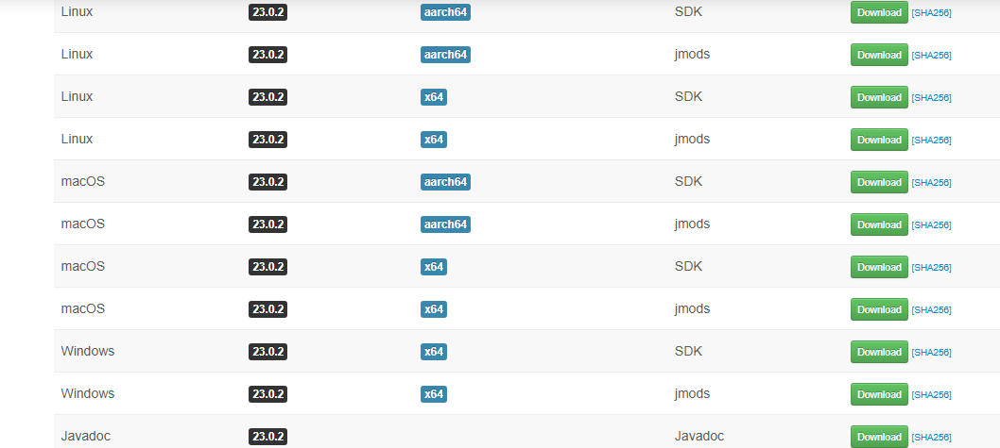 Linux 23.0.2 aarch64 SDK Download [SHA256]
Linux 23.0.2 aarch64 jmods Download [SHA256]
Linux 23.0.2 x64 SDK Download [SHA256]
Linux 23.0.2 x64 jmods Download [SHA256]
macOS 23.0.2 aarch64 SDK Download [SHA256]
macOS 23.0.2 aarch64 jmods Download [SHA256]
macOS 23.0.2 x64 SDK Download [SHA256]
macOS 23.0.2 x64 jmods Download [SHA256]
Windows 23.0.2 x64 SDK Download [SHA256]
Windows 23.0.2 x64 jmods Download [SHA256]
Javadoc 23.0.2 Javadoc Download [SHA256]